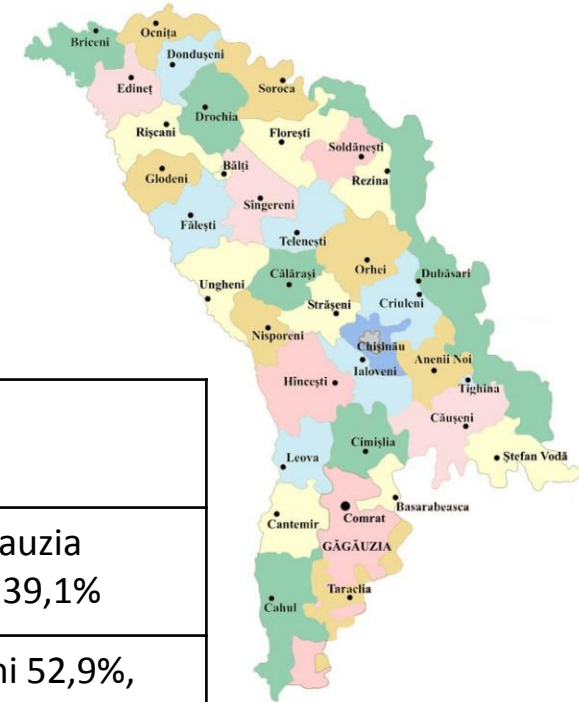 Ocnița
Briceni
Dondușeni
Edineț
Soroca
Drochia
Rîșcani
Florești
Soldănești
Bălți
Glodeni
Rezina
Sîngereni
Fălești
Telenești
Orhei
Călărași
Dubăsari
Ungheni
Criuleni
Strășeni
Nisporeni
Chișinău
Anenii Noi
Ialoveni
Hîncești
Tighina
Căușeni
Cimișlia
Leova
Ștefan Vodă
Basarabeasca
Cantemir
Comrat
GĂGĂUZIA
Taraclia
Cahul
auzia
39,1%
ni 52,9%,